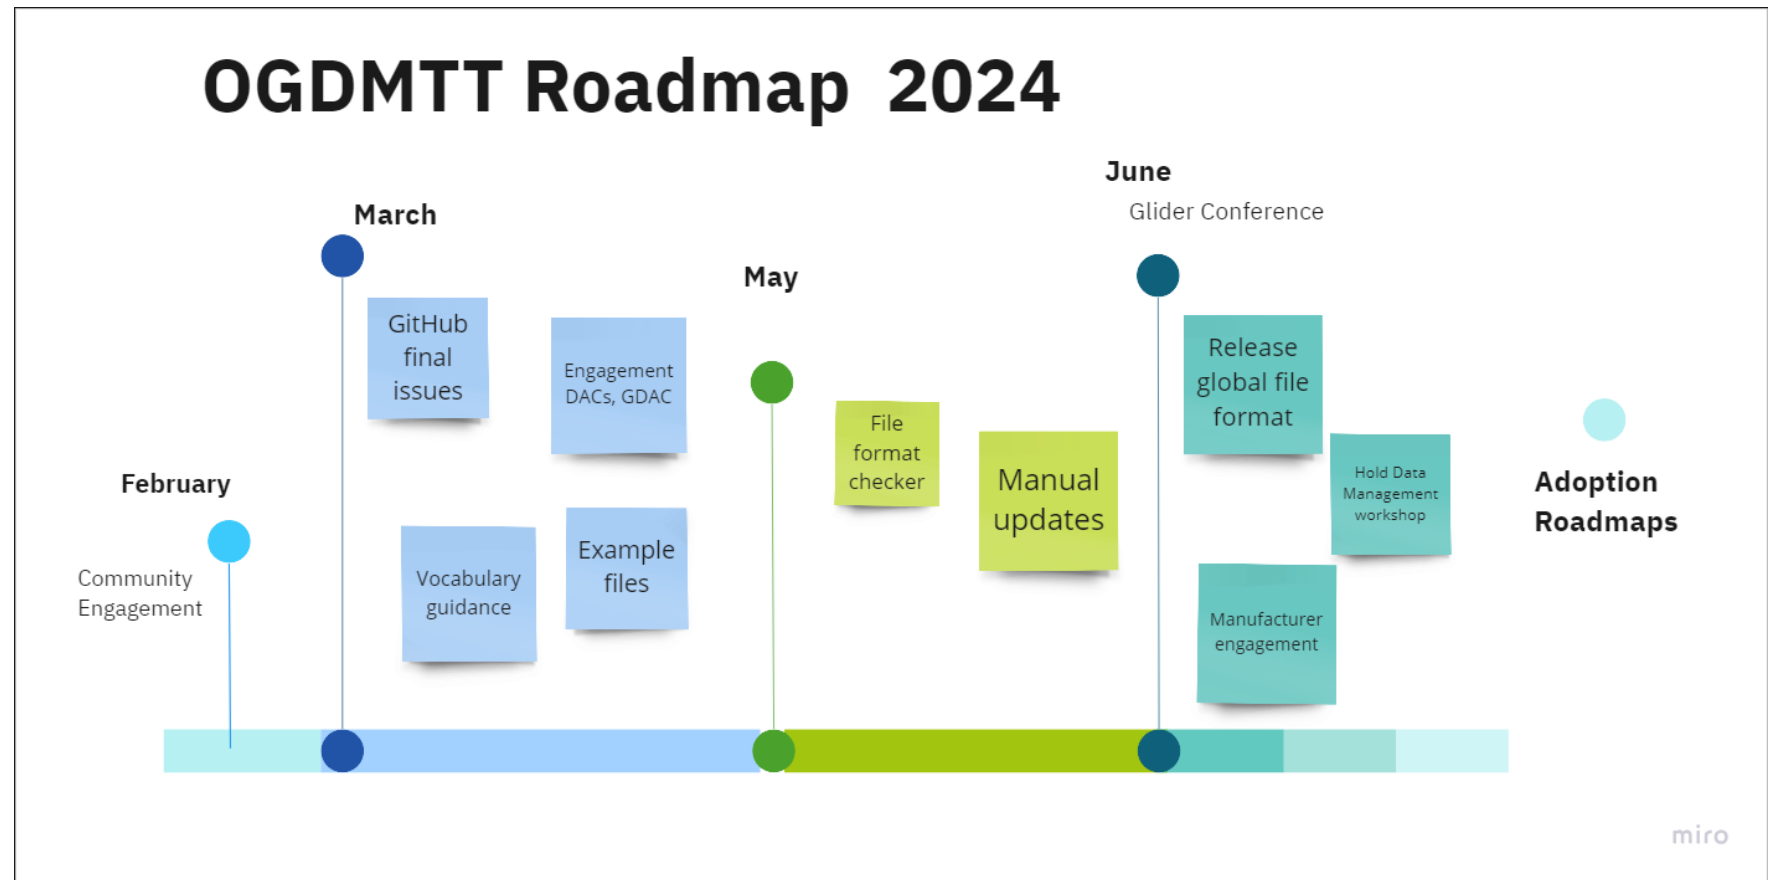 OGDMTT Roadmap 2024
February
Community
Engagement
March
GitHub
final
issues
Engagement
DACs, GDAC
Vocabulary
guidance
Example
files
May
File
format
checker
Manual
updates
June
Glider Conference
Release
global file
format
Hold Data
Management
workshop
Manufacturer
engagement
Adoption
Roadmaps
miro